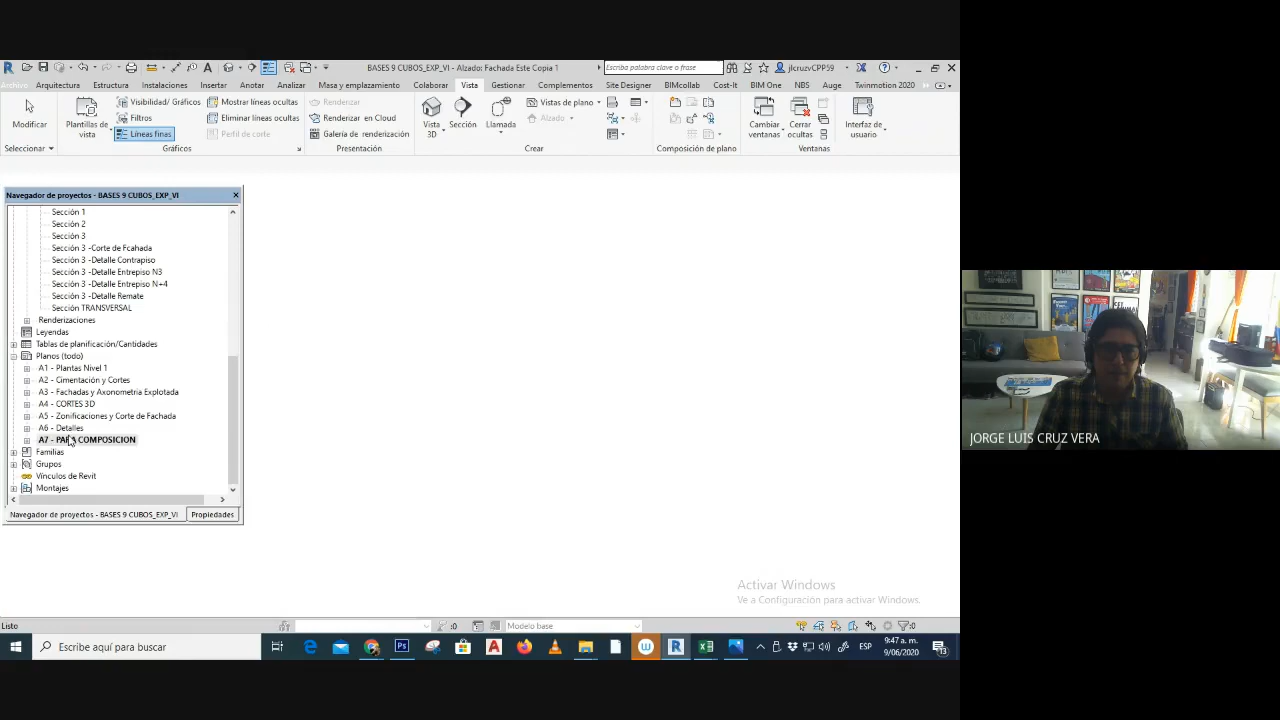 BASES 9 CUBOS_EXP_VI - Alzado: Fachada Este Copia 1
Escriba palabra clave o frase
jlcruzvCPP59
Archivo Arquitectura Estructura Instalaciones Insertar Anotar Analizar Masa y emplazamiento Colaborar Vista Gestionar Complementos Site Designer BIMcollab Cost-It BIM One NBS Auge Twinmotion 2020
Modificar
Plantillas de vista
Visibilidad/ Gráficos
Filtros
Líneas finas
Mostrar líneas ocultas
Eliminar líneas ocultas
Perfil de corte
Renderizar
Renderizar en Cloud
Galería de renderización
Vista 3D
Sección
Llamada
Vistas de plano
Alzado
Cambiar ventanas
Cerrar ocultas
Interfaz de usuario
Seleccionar Gráficos Presentación Crear Composición de plano Ventanas
Navegador de proyectos - BASES 9 CUBOS_EXP_VI
Sección 1
Sección 2
Sección 3
Sección 3 -Corte de Fcahada
Sección 3 -Detalle Contrapiso
Sección 3 -Detalle Entrepiso N3
Sección 3 -Detalle Entrepiso N+4
Sección 3 -Detalle Remate
Sección TRANSVERSAL
Renderizaciones
Leyendas
Tablas de planificación/Cantidades
Planos (todo)
A1 - Plantas Nivel 1
A2 - Cimentación y Cortes
A3 - Fachadas y Axonometria Explotada
A4 - CORTES 3D
A5 - Zonificaciones y Corte de Fachada
A6 - Detalles
A7 - PARA COMPOSICION
Familias
Grupos
Vínculos de Revit
Montajes
Navegador de proyectos - BASES 9 CUBOS_EXP_VI Propiedades
JORGE LUIS CRUZ VERA
Activar Windows
Ve a Configuración para activar Windows.
Listo
:0
Modelo base
:0
Escribe aquí para buscar
ESP
9:47 a. m.
9/06/2020
13